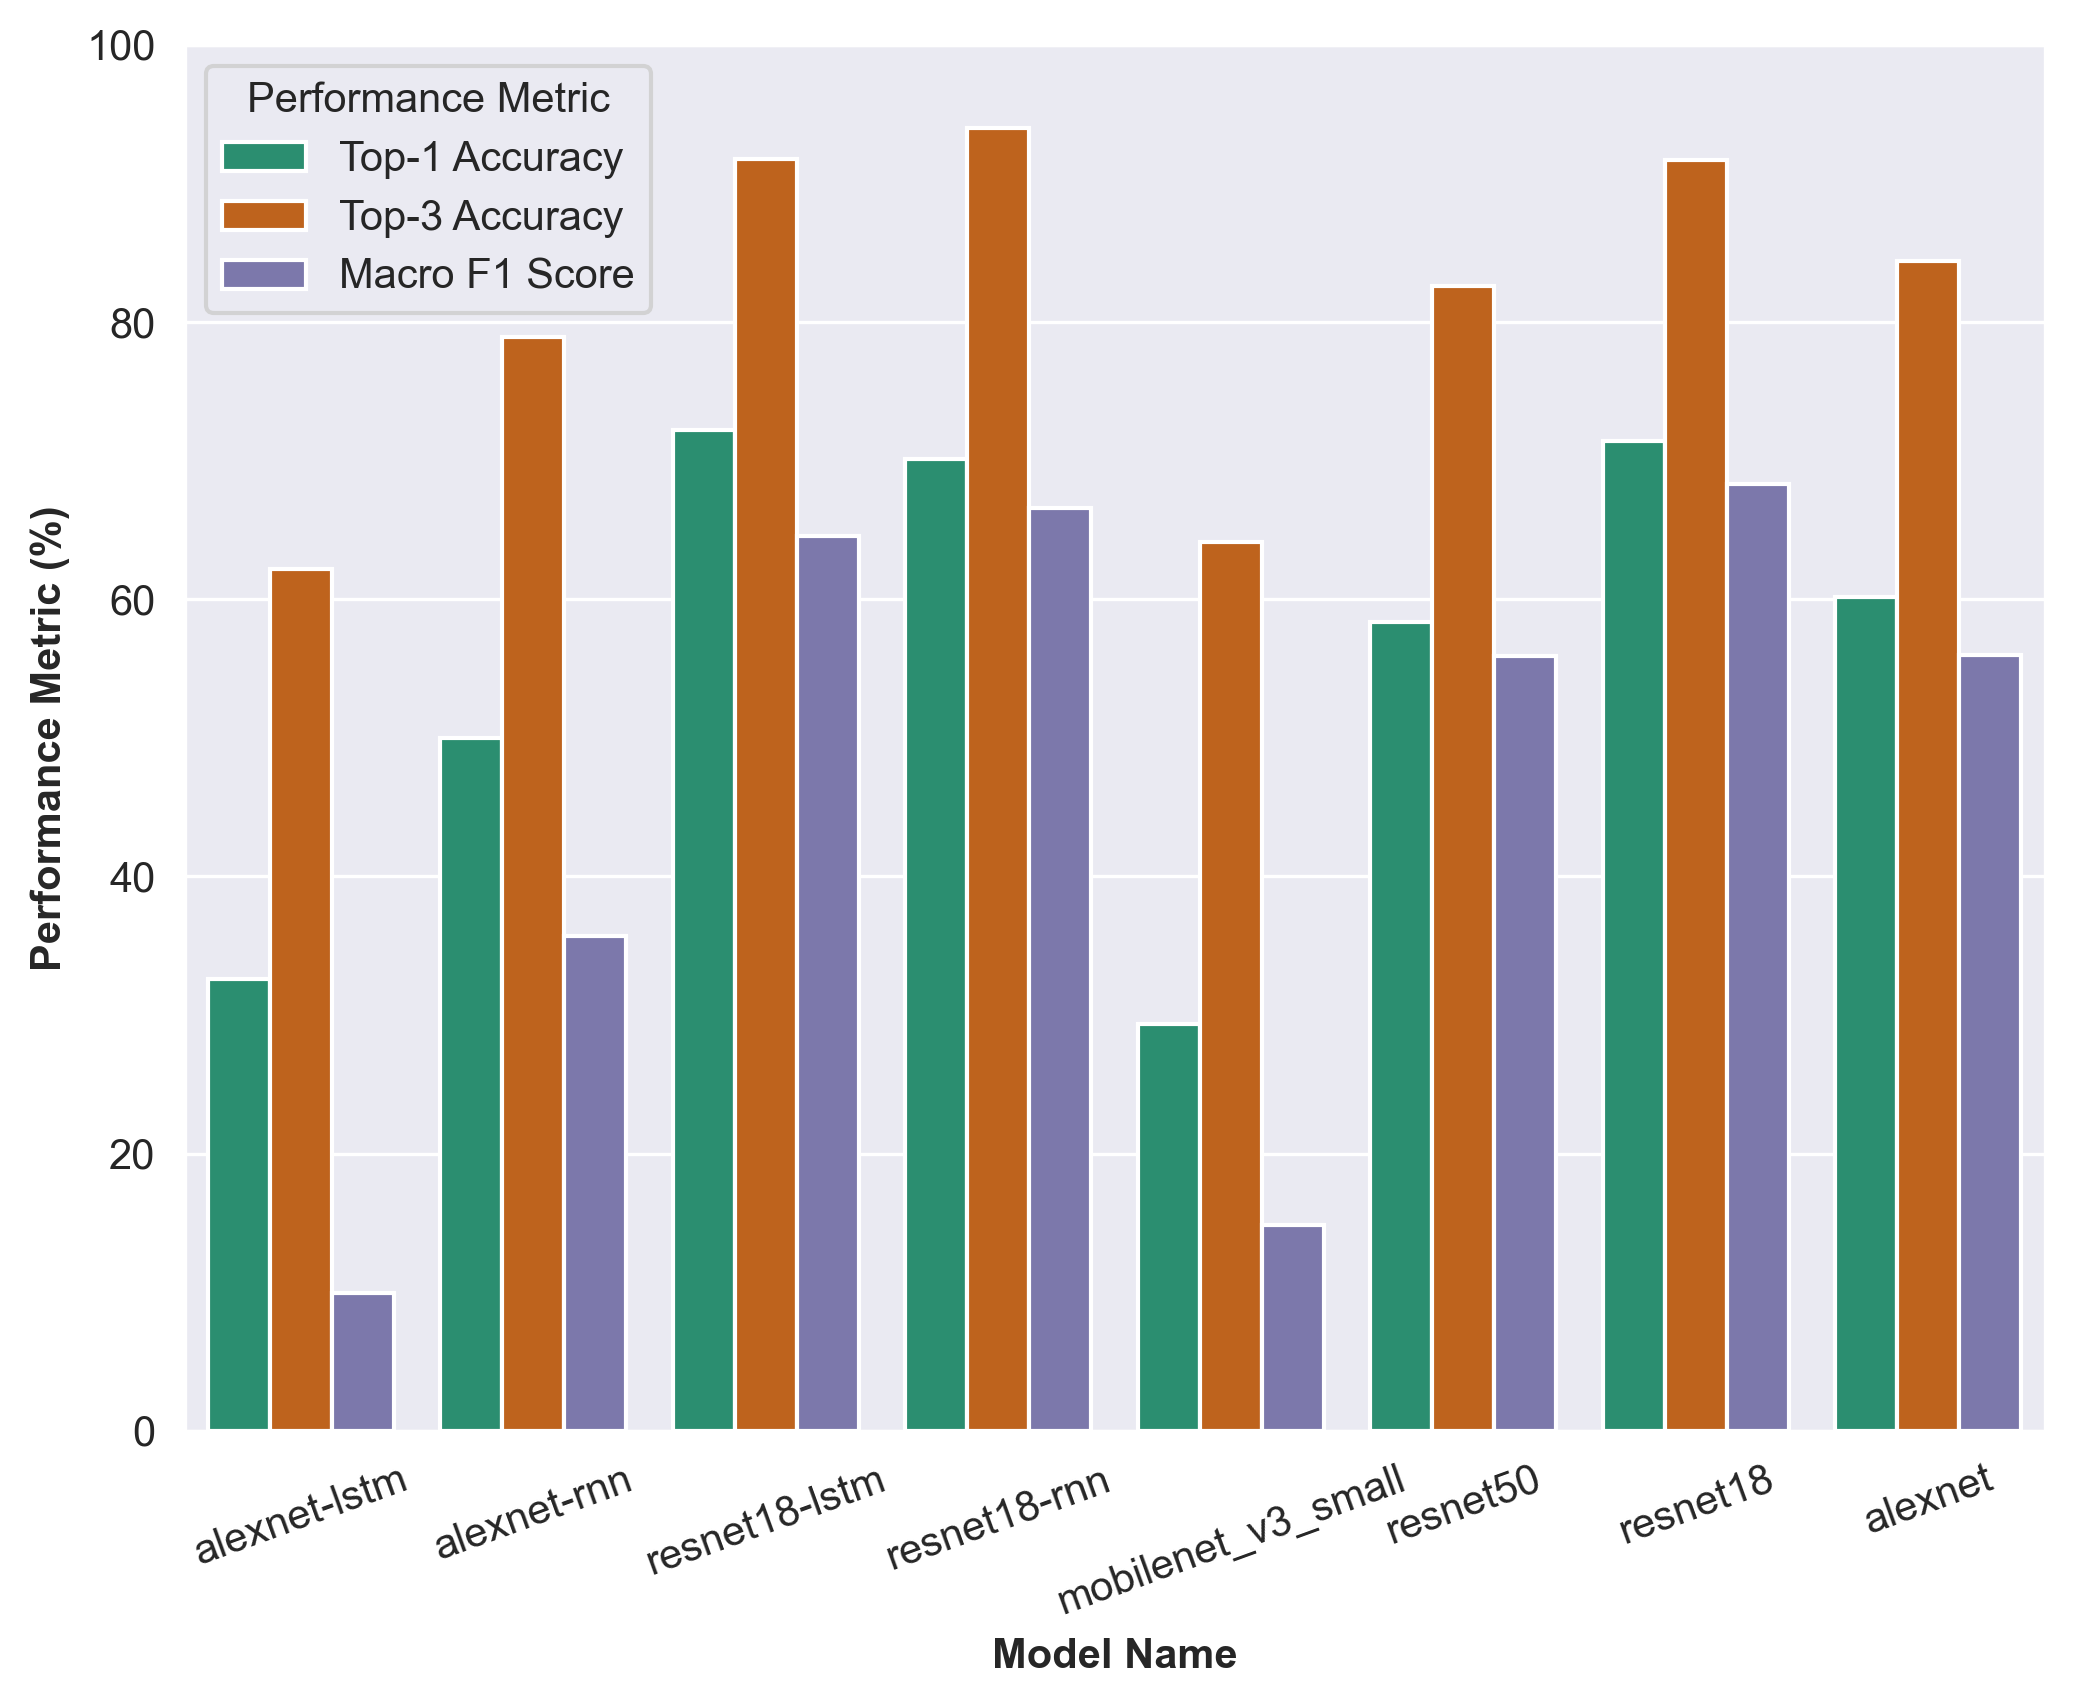 100
80
60
40
20
0
Performance Metric (%)
Performance Metric
Top-1 Accuracy
Top-3 Accuracy
Macro F1 Score
alexnet-lstm
alexnet-rnn
resnet18-lstm
resnet18-rnn
mobilenet_v3_small
resnet50
resnet18
alexnet
Model Name